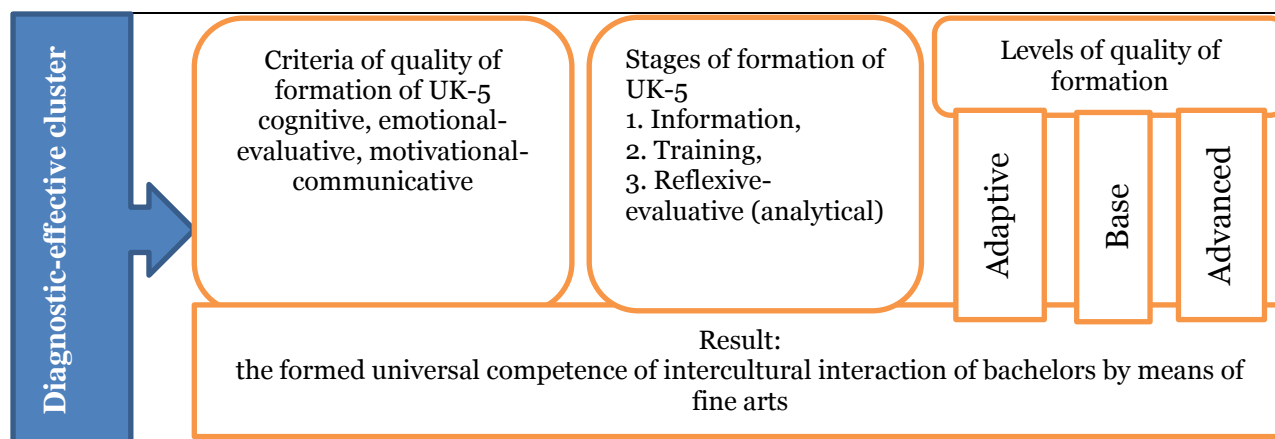 Diagnostic-effective cluster
Criteria of quality of
formation of UK-5
cognitive, emotional-
evaluative, motivational-
communicative
Stages of formation of
UK-5
1. Information,
2. Training,
3. Reflexive-
evaluative (analytical)
Levels of quality of
formation
Adaptive
Base
Advanced
Result:
the formed universal competence of intercultural interaction of bachelors by means of
fine arts